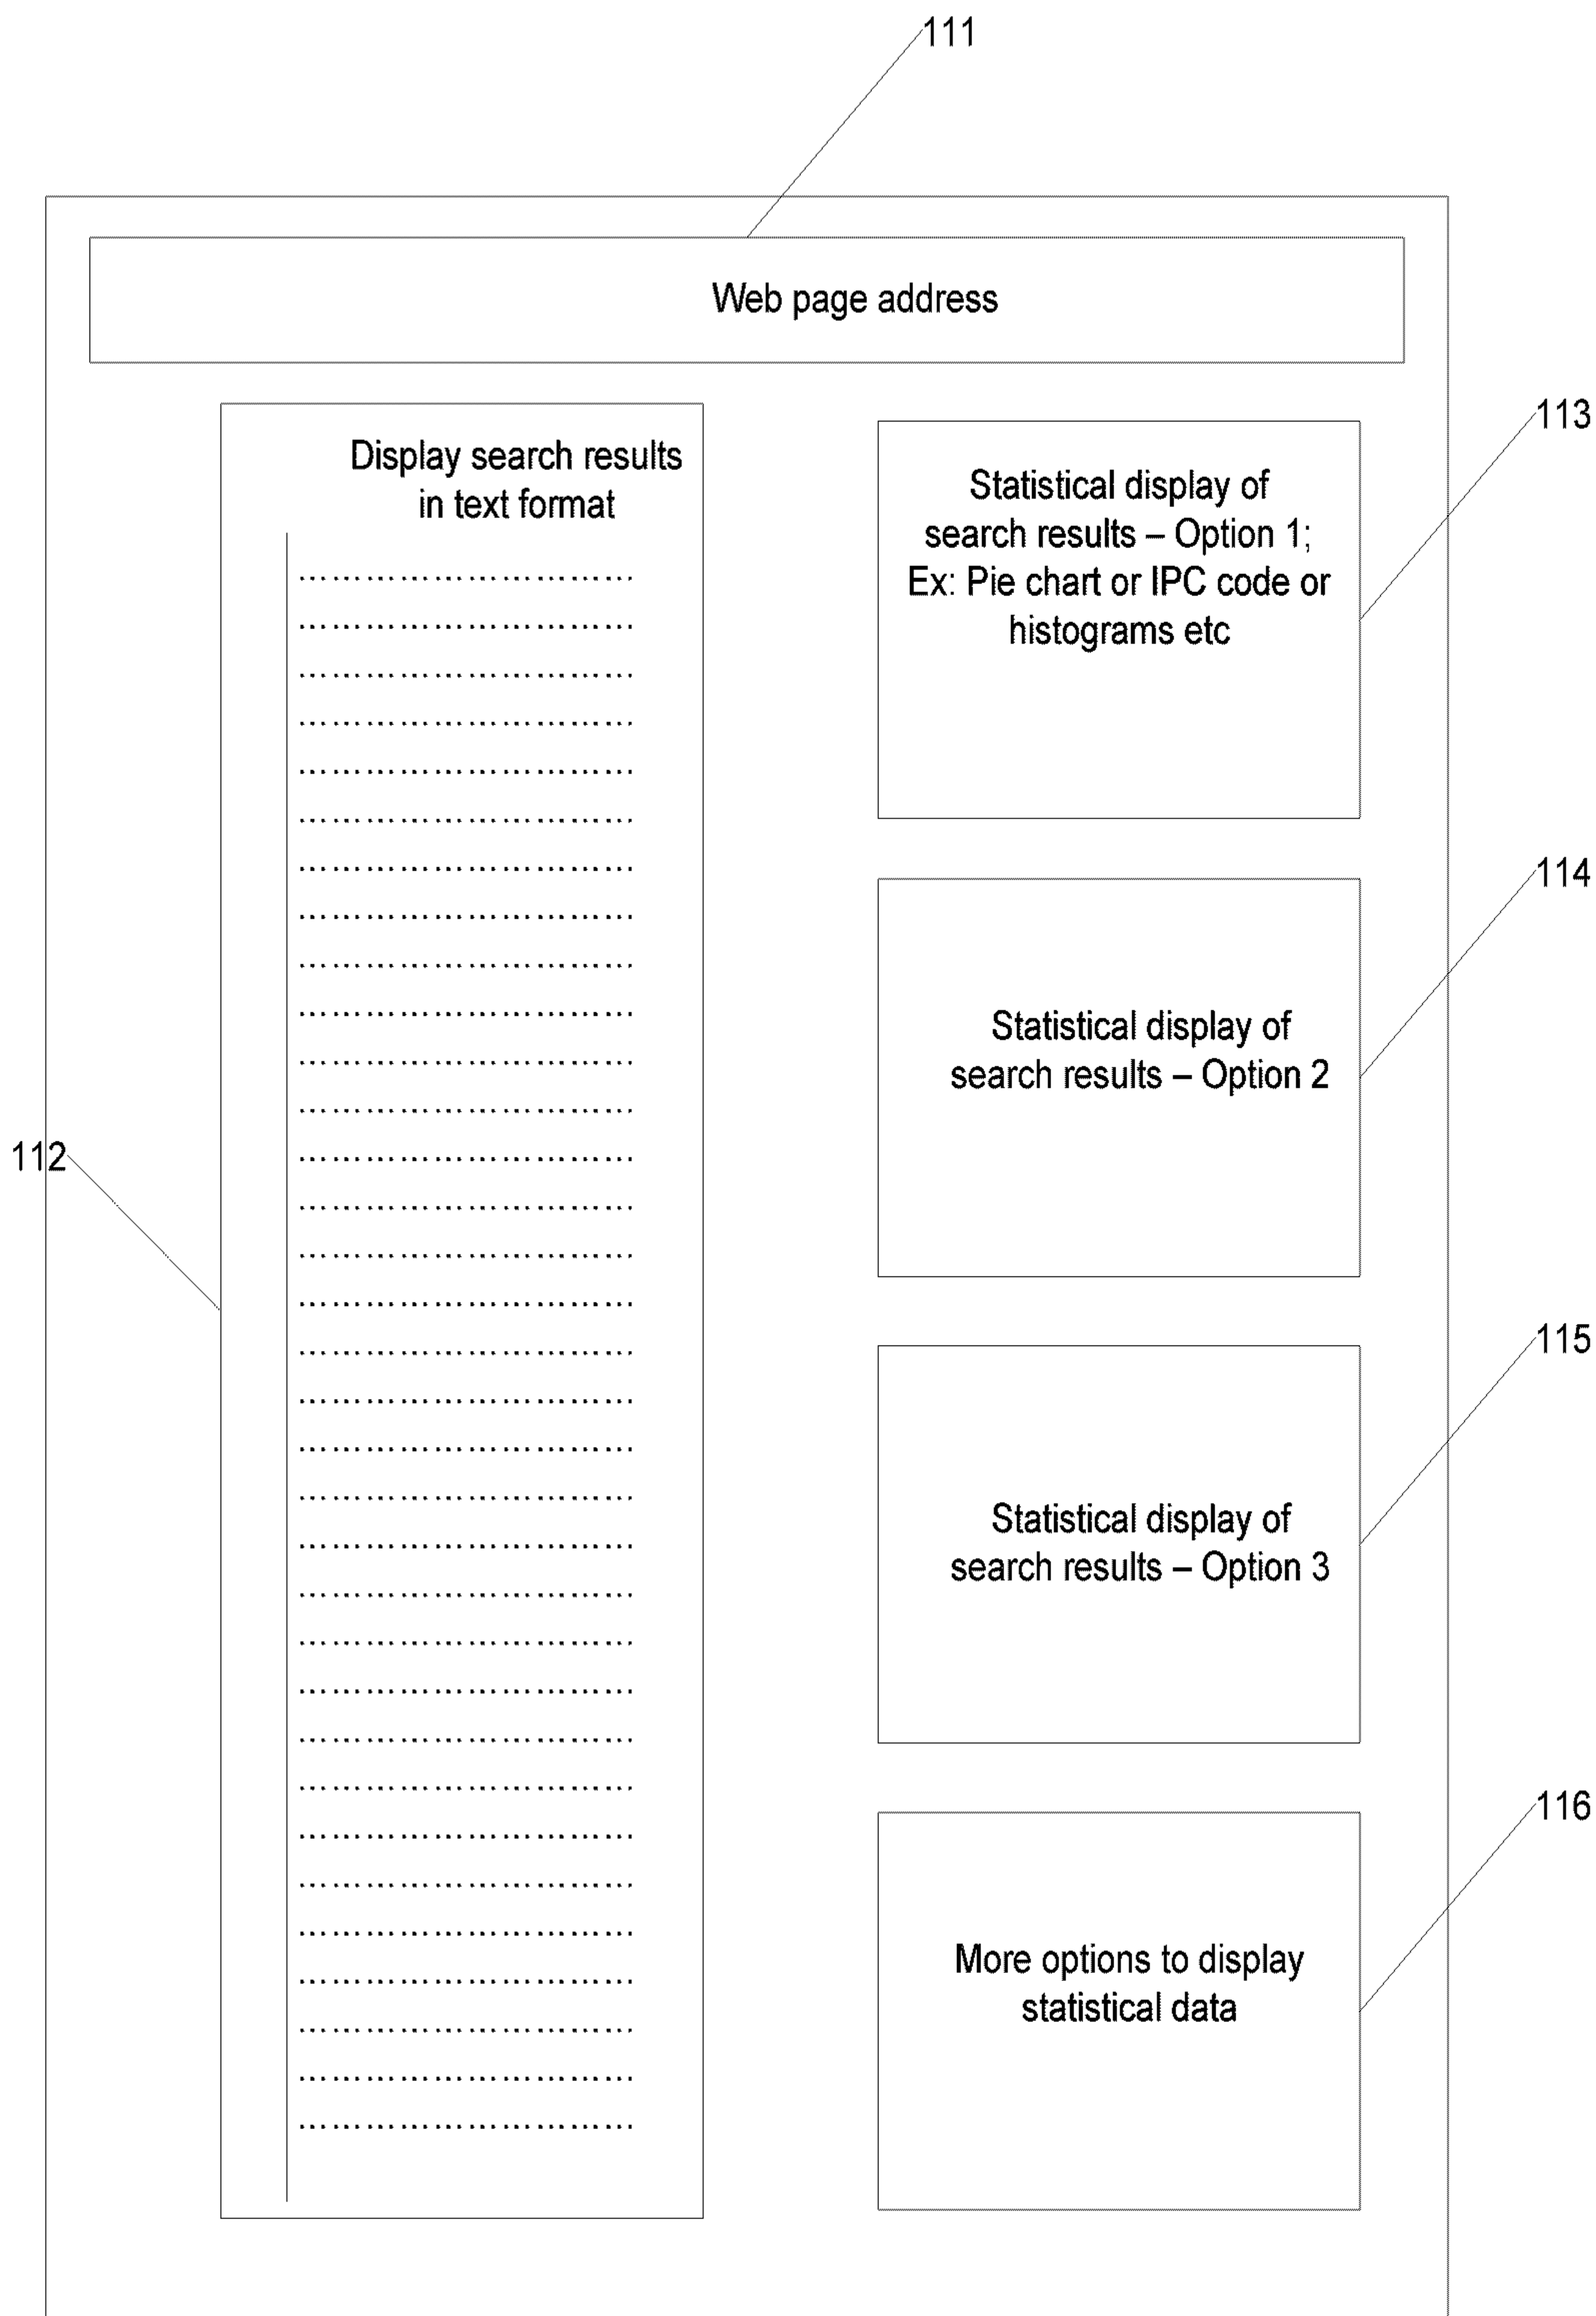 111
Web page address
Display search results
in text format
112
113
Statistical display of
search results – Option 1;
Ex: Pie chart or IPC code or
histograms etc
114
Statistical display of
search results – Option 2
115
Statistical display of
search results – Option 3
116
More options to display
statistical data